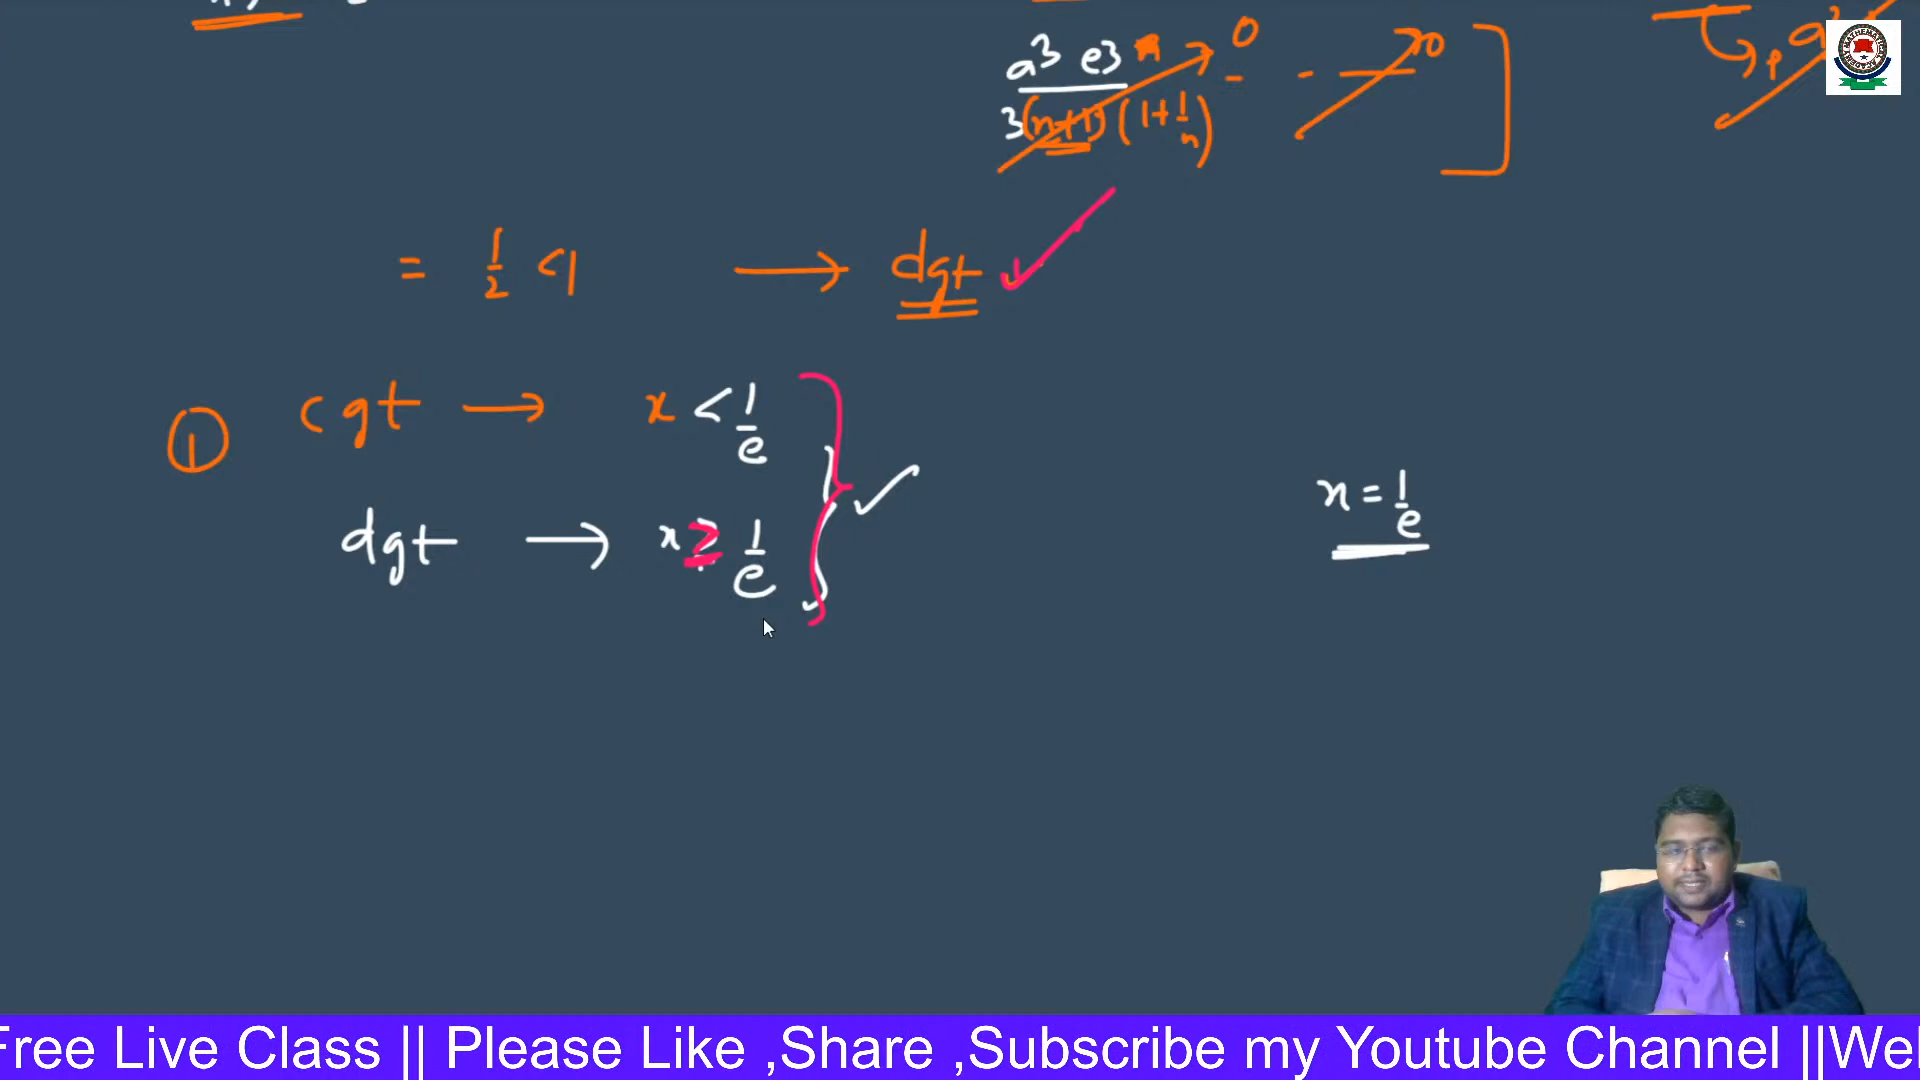 a3 e3 n 0 - - 0 ]
3(n+1) (1+1/n)
= 1/2 <1 → dgt ✓
① cgt → x < 1/e
x = 1/e
dgt → x ≥ 1/e
Free Live Class || Please Like ,Share ,Subscribe my Youtube Channel ||Wel